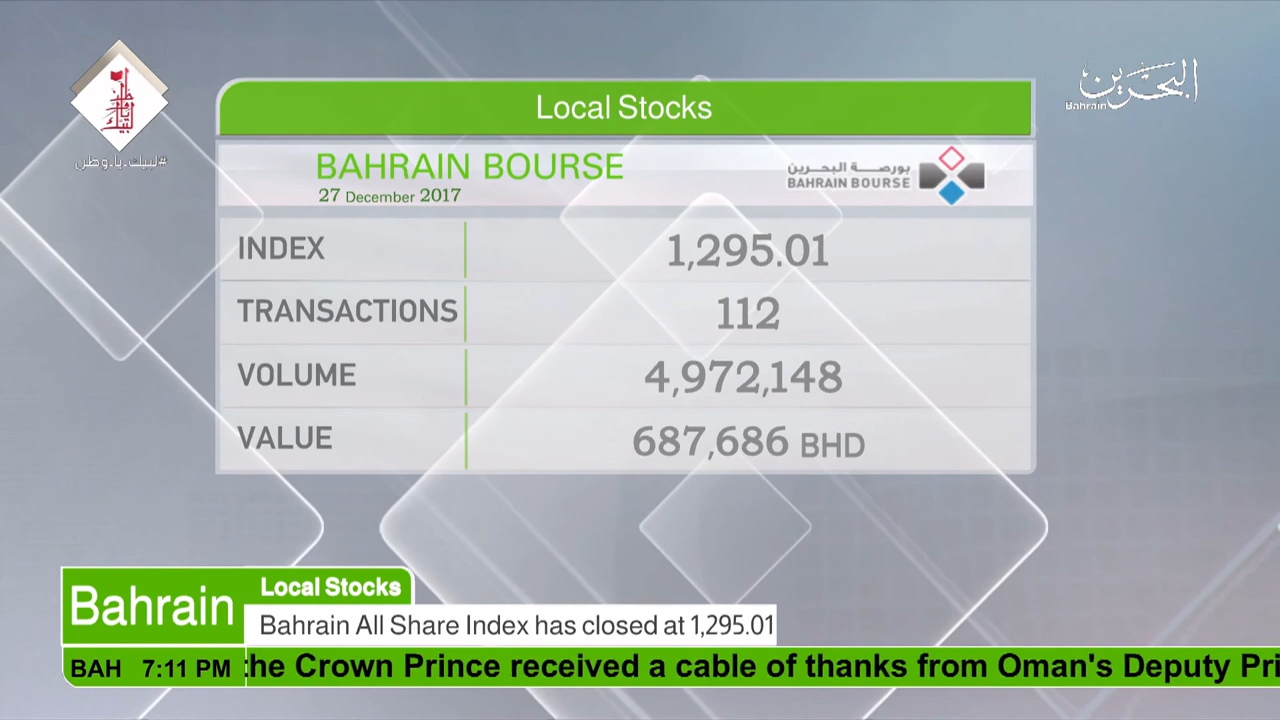 #لبيك_يا_وطن
البحرين
Bahrain
Local Stocks
BAHRAIN BOURSE
27 December 2017
بورصة البحرين
BAHRAIN BOURSE
INDEX 1,295.01
TRANSACTIONS 112
VOLUME 4,972,148
VALUE 687,686 BHD
Bahrain
Local Stocks
Bahrain All Share Index has closed at 1,295.01
BAH 7:11 PM
the Crown Prince received a cable of thanks from Oman's Deputy Pri